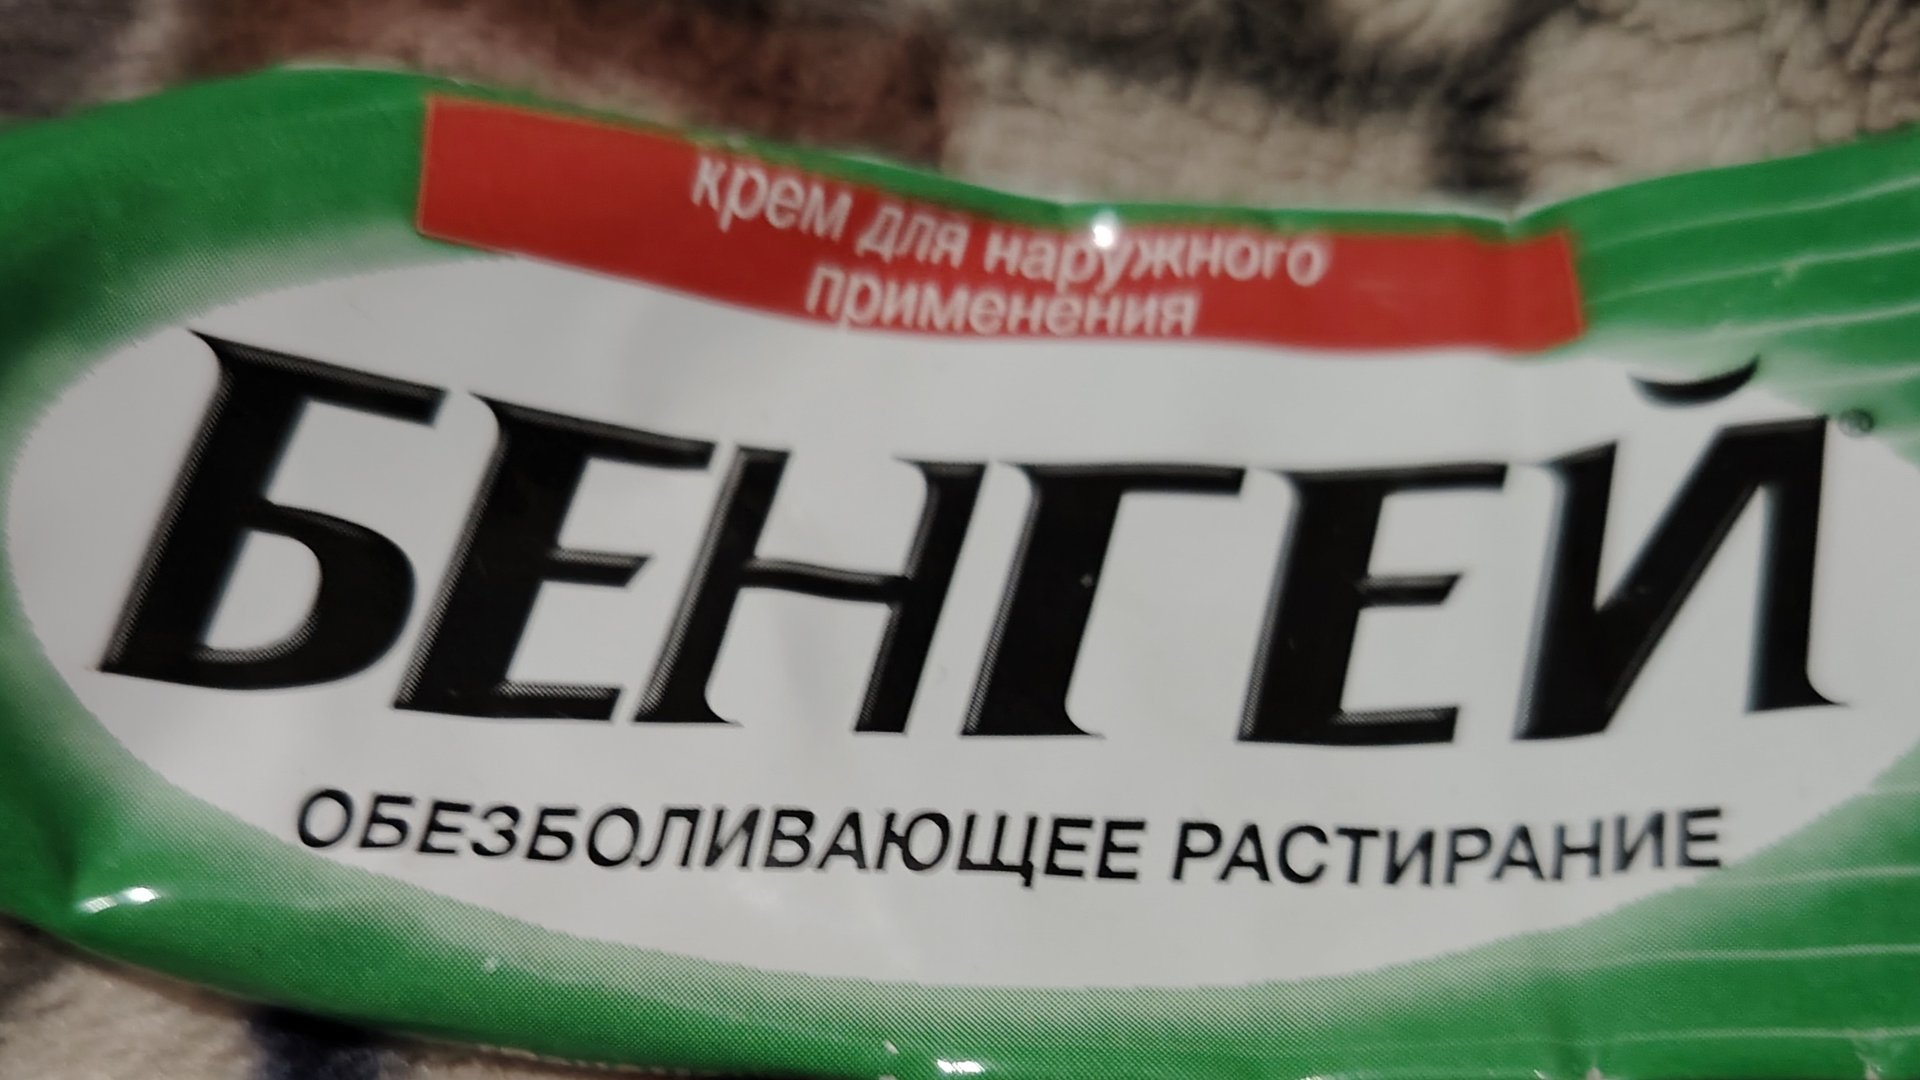 крем для наружного
применения
БЕНГЕЙ®
ОБЕЗБОЛИВАЮЩЕЕ РАСТИРАНИЕ